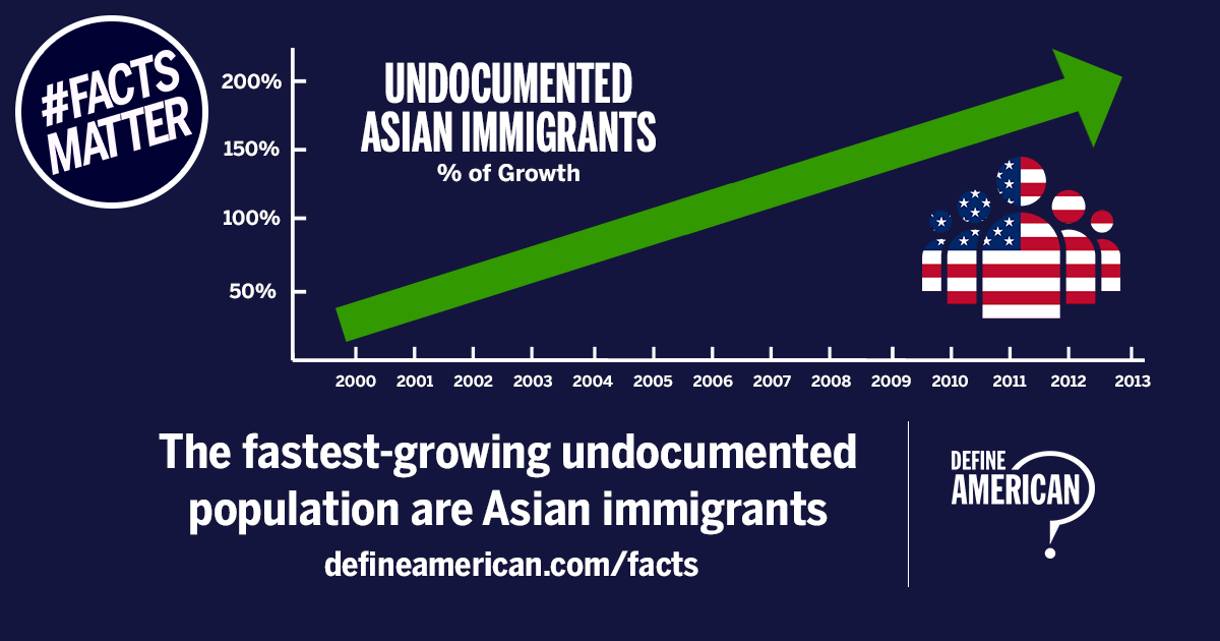 #FACTS
MATTER
UNDOCUMENTED
ASIAN IMMIGRANTS
% of Growth
200%
150%
100%
50%
2000 2001 2002 2003 2004 2005 2006 2007 2008 2009 2010 2011 2012 2013
The fastest-growing undocumented
population are Asian immigrants
defineamerican.com/facts
DEFINE
AMERICAN